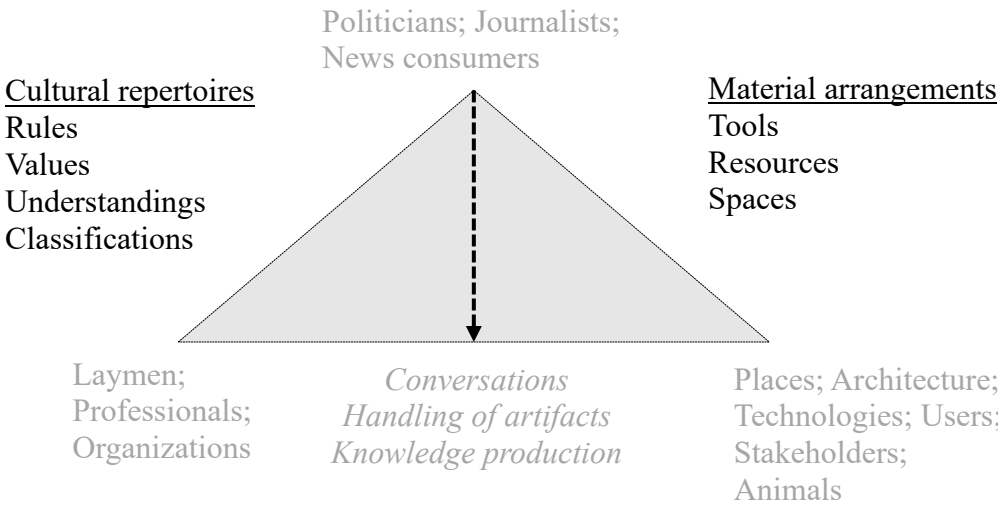 Politicians; Journalists;
News consumers
Cultural repertoires
Rules
Values
Understandings
Classifications
Material arrangements
Tools
Resources
Spaces
Laymen;
Professionals;
Organizations
Conversations
Handling of artifacts
Knowledge production
Places; Architecture;
Technologies; Users;
Stakeholders;
Animals